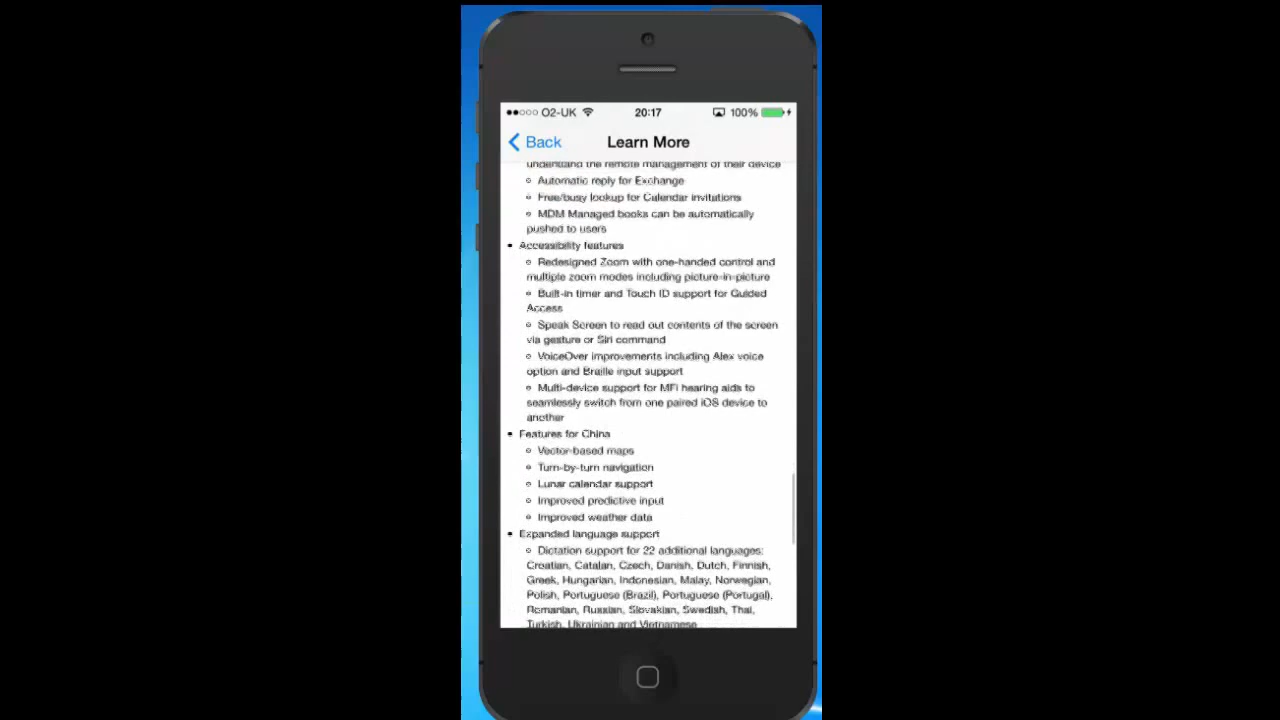 O2-UK 20:17 100%
Back Learn More
understand the remote management of their device
Automatic reply for Exchange
Free/busy lookup for Calendar invitations
MDM Managed books can be automatically
pushed to users
Accessibility features
Redesigned Zoom with one-handed control and
multiple zoom modes including picture-in-picture
Built-in timer and Touch ID support for Guided
Access
Speak Screen to read out contents of the screen
via gesture or Siri command
VoiceOver improvements including Alex voice
option and Braille input support
Multi-device support for MFi hearing aids to
seamlessly switch from one paired iOS device to
another
Features for China
Vector-based maps
Turn-by-turn navigation
Lunar calendar support
Improved predictive input
Improved weather data
Expanded language support
Dictation support for 22 additional languages:
Croatian, Catalan, Czech, Danish, Dutch, Finnish,
Greek, Hungarian, Indonesian, Malay, Norwegian,
Polish, Portuguese (Brazil), Portuguese (Portugal),
Romanian, Russian, Slovakian, Swedish, Thai,
Turkish, Ukrainian and Vietnamese